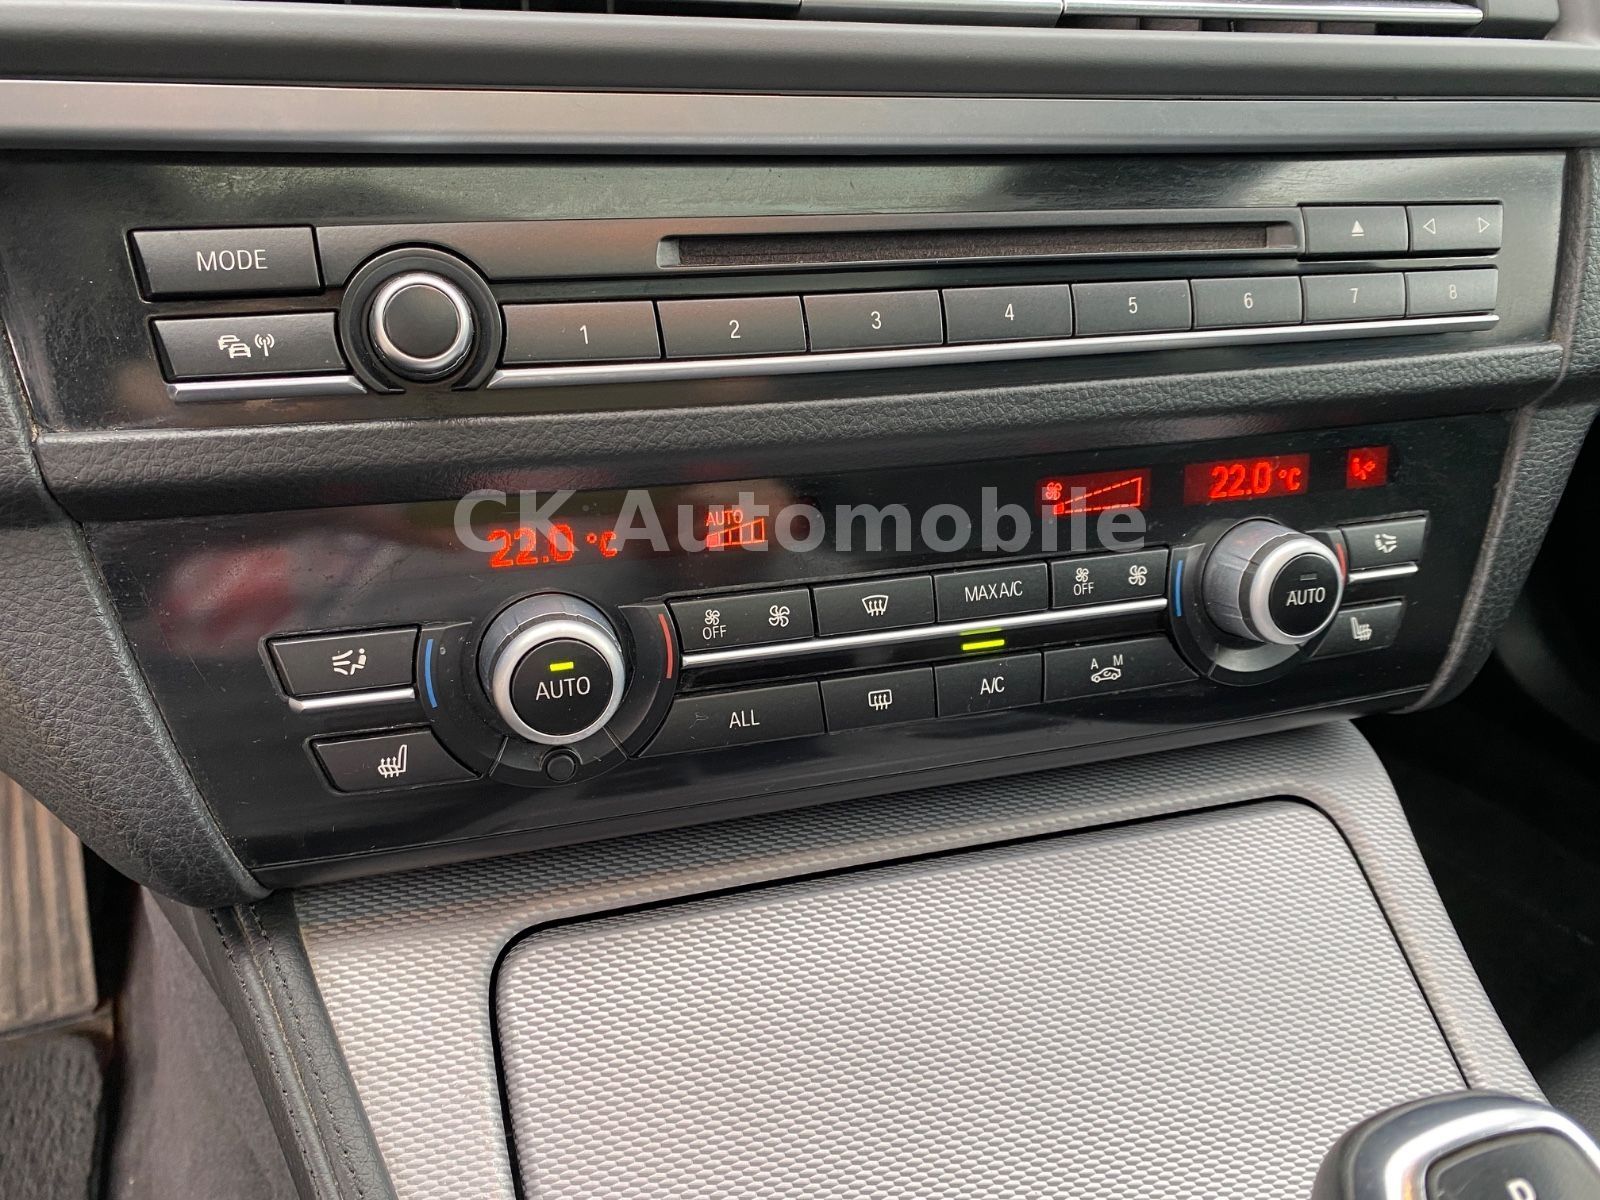 MODE
1 2 3 4 5 6 7 8
22.0 °C AUTO 22.0 °C
CK Automobile
OFF MAX A/C OFF AUTO
AUTO ALL A/C A M